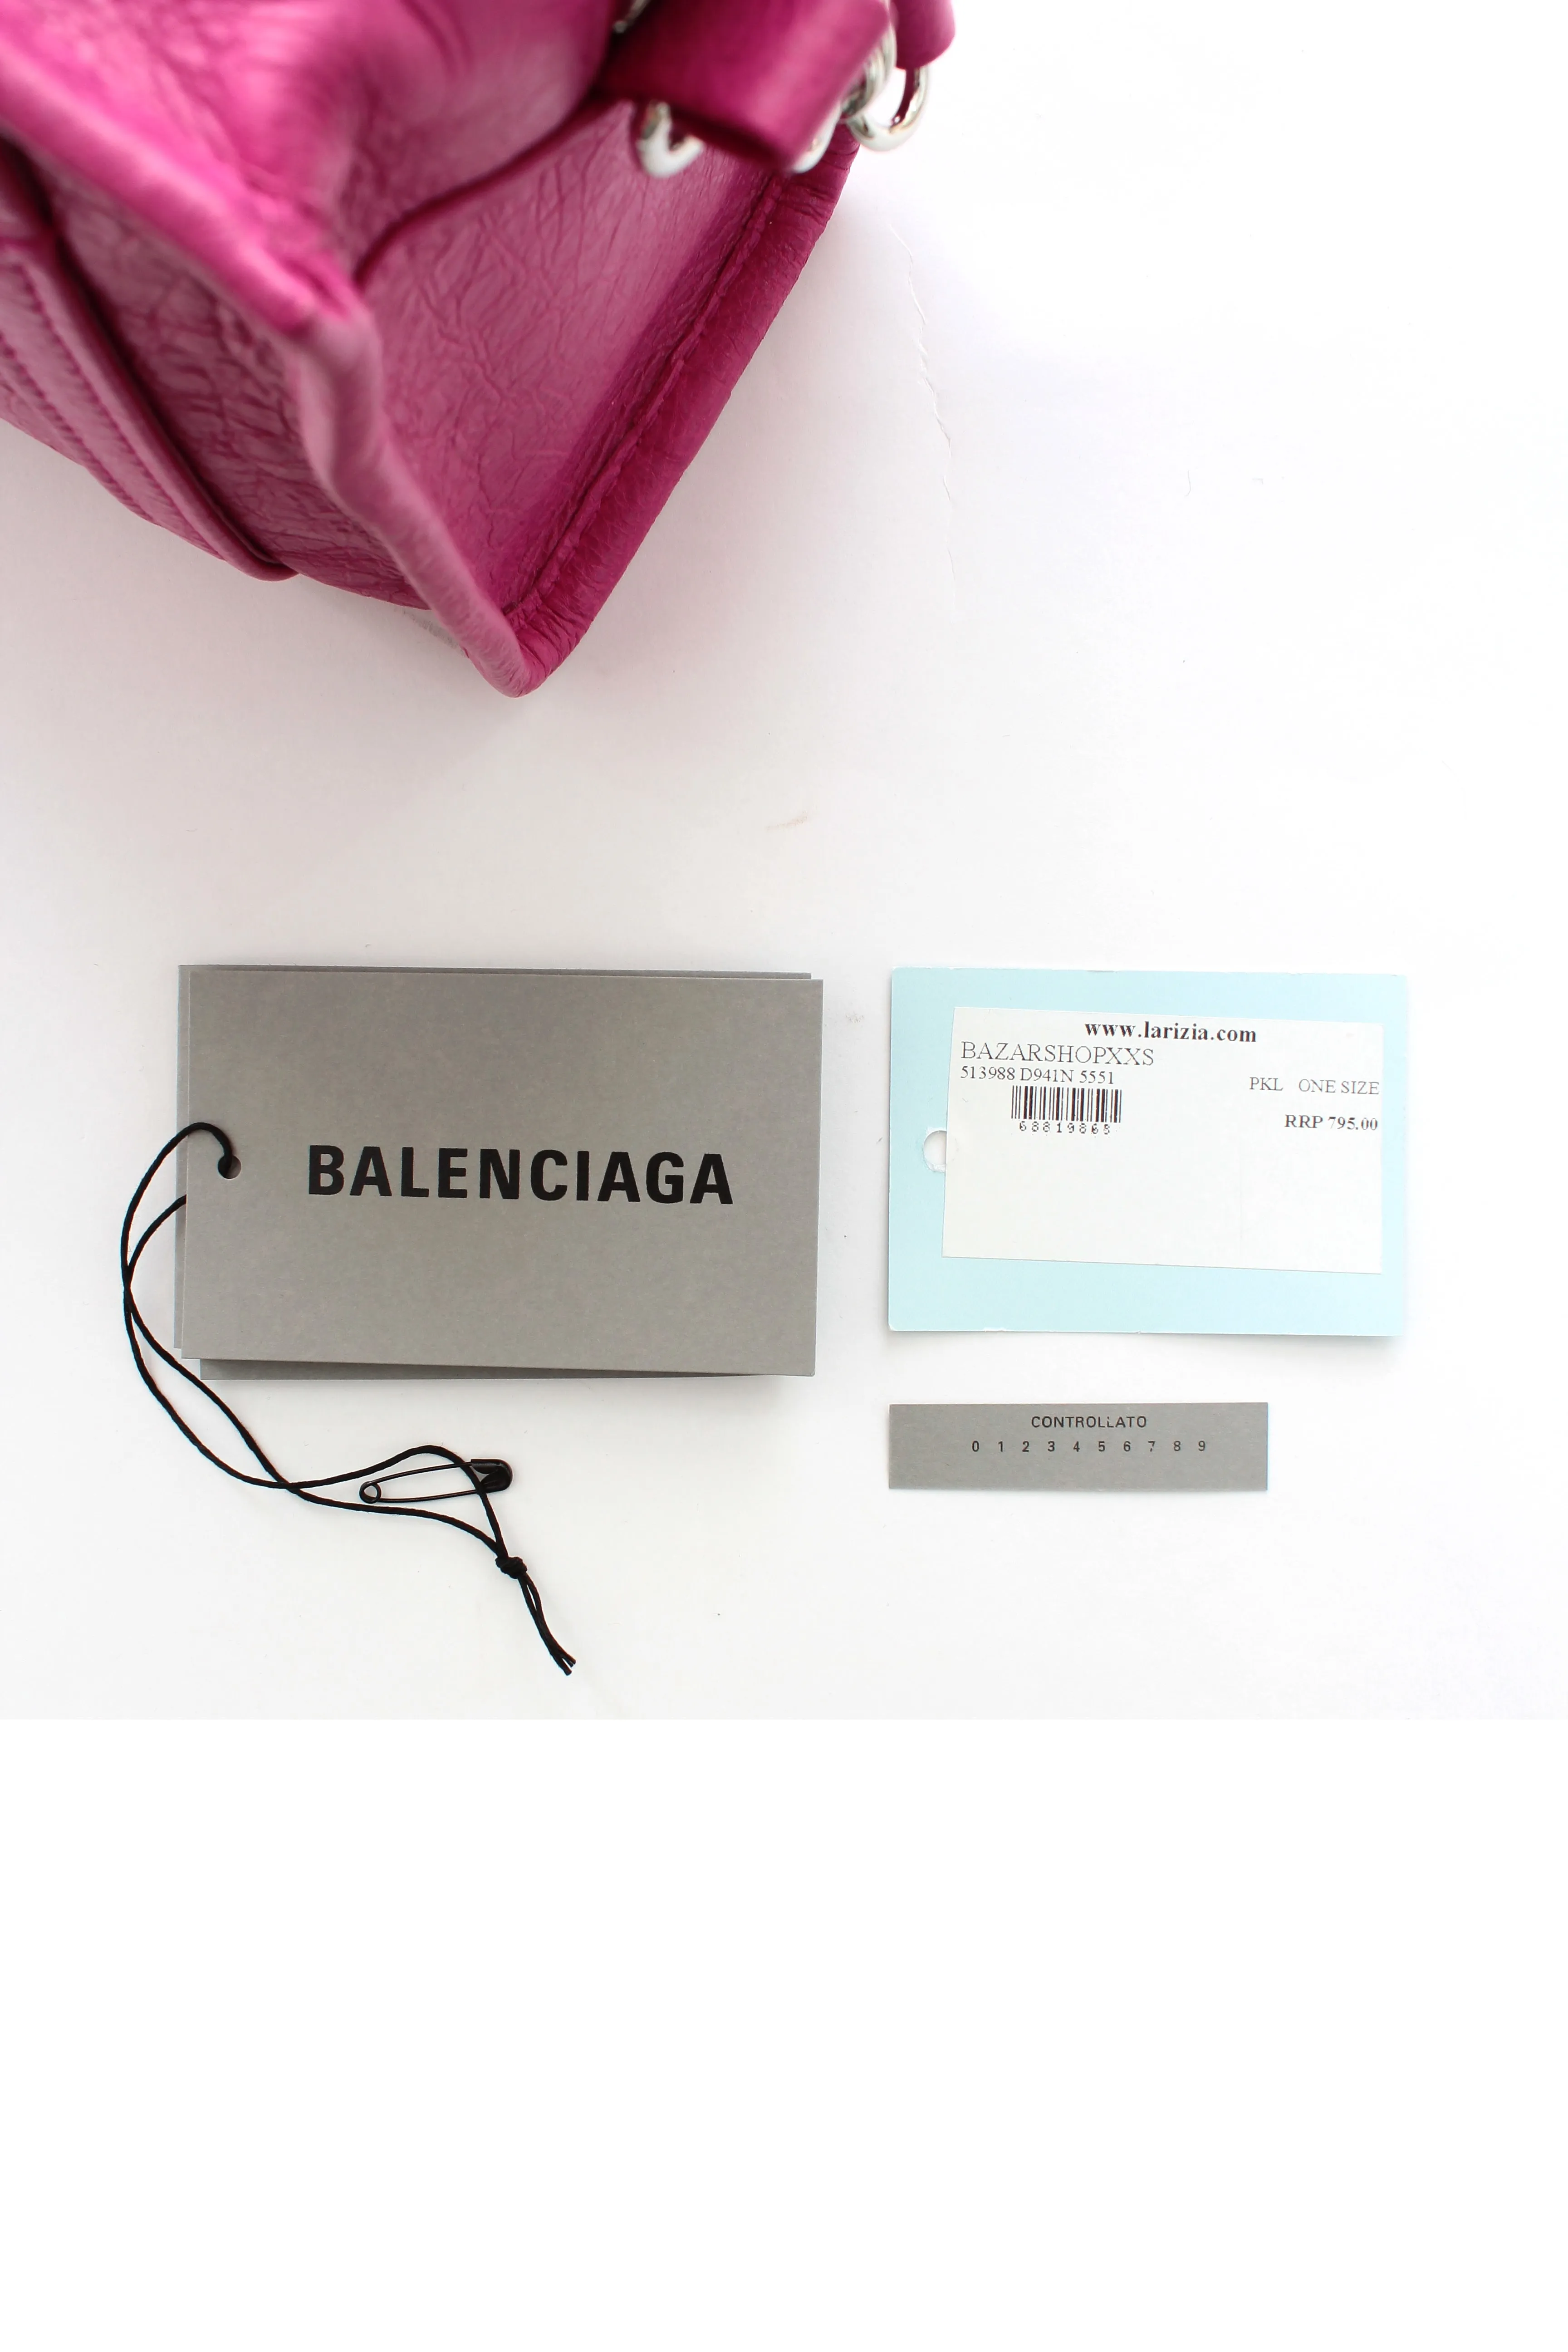 BALENCIAGA
www.larizia.com
BAZARSHOPXXS
513988 D941N 5551
PKL ONE SIZE
68819868
RRP 795.00
CONTROLLATO
0 1 2 3 4 5 6 7 8 9